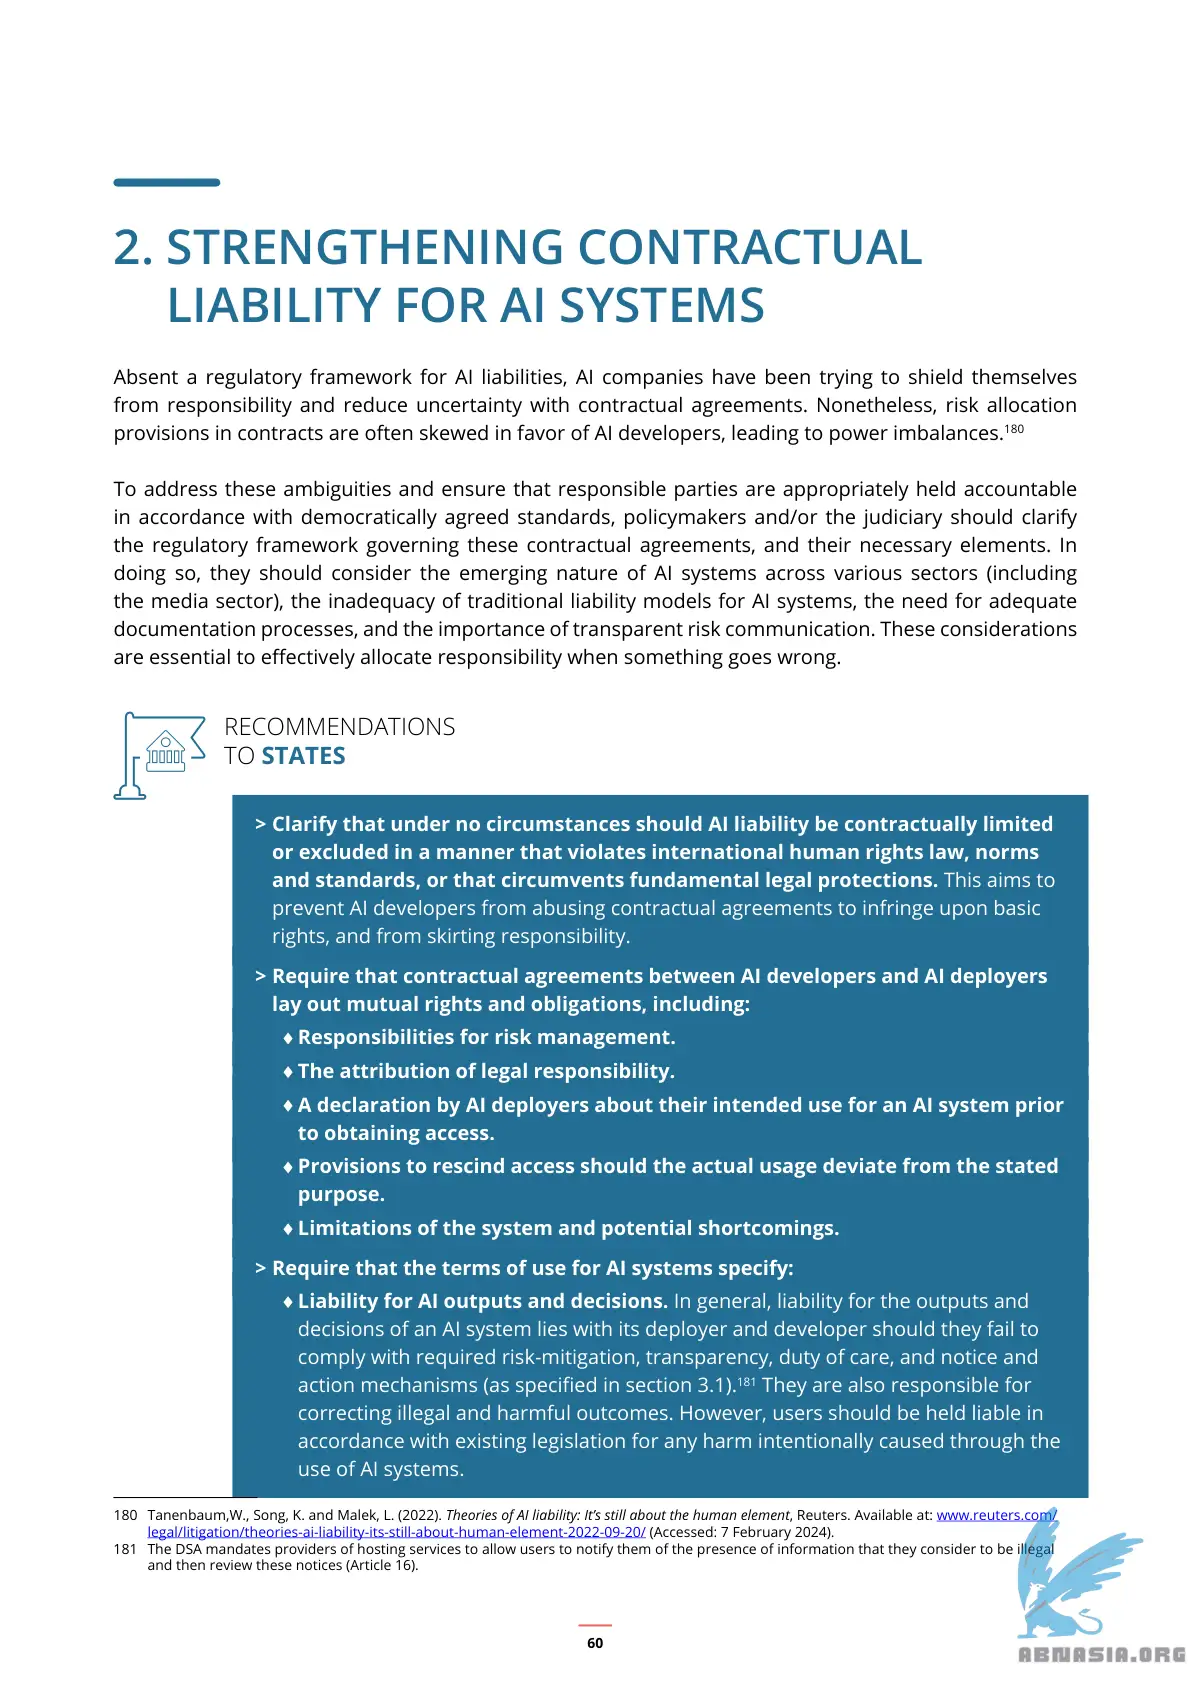 2. STRENGTHENING CONTRACTUAL
LIABILITY FOR AI SYSTEMS
Absent a regulatory framework for AI liabilities, AI companies have been trying to shield themselves
from responsibility and reduce uncertainty with contractual agreements. Nonetheless, risk allocation
provisions in contracts are often skewed in favor of AI developers, leading to power imbalances.180
To address these ambiguities and ensure that responsible parties are appropriately held accountable
in accordance with democratically agreed standards, policymakers and/or the judiciary should clarify
the regulatory framework governing these contractual agreements, and their necessary elements. In
doing so, they should consider the emerging nature of AI systems across various sectors (including
the media sector), the inadequacy of traditional liability models for AI systems, the need for adequate
documentation processes, and the importance of transparent risk communication. These considerations
are essential to effectively allocate responsibility when something goes wrong.
RECOMMENDATIONS
TO STATES
> Clarify that under no circumstances should AI liability be contractually limited
or excluded in a manner that violates international human rights law, norms
and standards, or that circumvents fundamental legal protections. This aims to
prevent AI developers from abusing contractual agreements to infringe upon basic
rights, and from skirting responsibility.
> Require that contractual agreements between AI developers and AI deployers
lay out mutual rights and obligations, including:
♦ Responsibilities for risk management.
♦ The attribution of legal responsibility.
♦ A declaration by AI deployers about their intended use for an AI system prior
to obtaining access.
♦ Provisions to rescind access should the actual usage deviate from the stated
purpose.
♦ Limitations of the system and potential shortcomings.
> Require that the terms of use for AI systems specify:
♦ Liability for AI outputs and decisions. In general, liability for the outputs and
decisions of an AI system lies with its deployer and developer should they fail to
comply with required risk-mitigation, transparency, duty of care, and notice and
action mechanisms (as specified in section 3.1).181 They are also responsible for
correcting illegal and harmful outcomes. However, users should be held liable in
accordance with existing legislation for any harm intentionally caused through the
use of AI systems.
180 Tanenbaum,W., Song, K. and Malek, L. (2022). Theories of AI liability: It’s still about the human element, Reuters. Available at: www.reuters.com/
legal/litigation/theories-ai-liability-its-still-about-human-element-2022-09-20/ (Accessed: 7 February 2024).
181 The DSA mandates providers of hosting services to allow users to notify them of the presence of information that they consider to be illegal
and then review these notices (Article 16).
60
ABNASIA.ORG